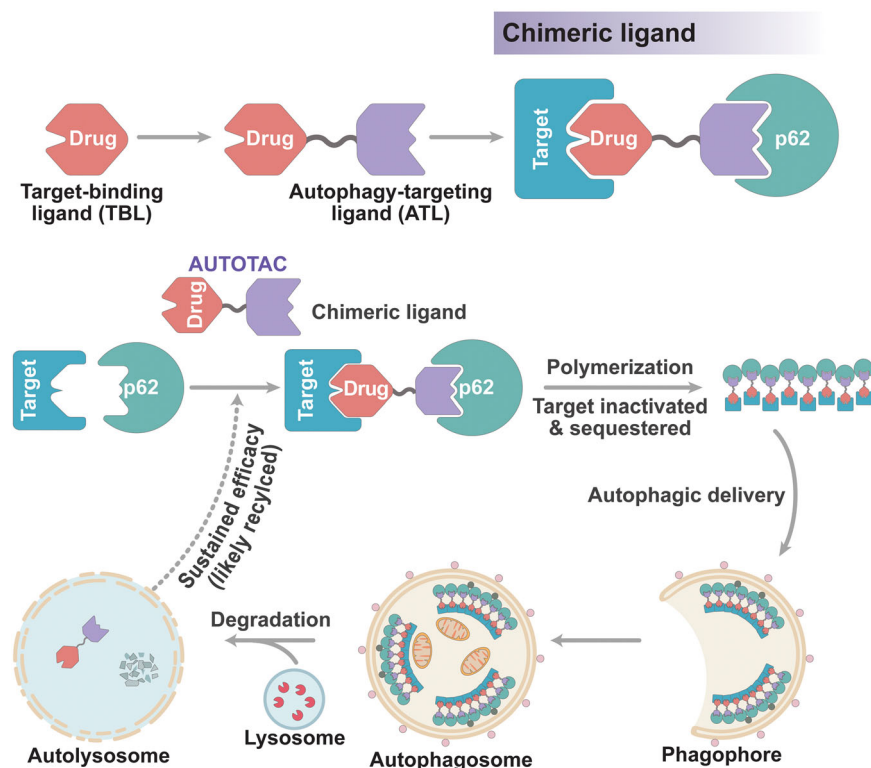 Chimeric ligand
Drug
Target-binding
ligand (TBL)
Drug
Autophagy-targeting
ligand (ATL)
Target
Drug
p62
AUTOTAC
Drug
Chimeric ligand
Target
p62
Target
Drug
p62
Polymerization
Target inactivated
& sequestered
Sustained efficacy
(likely recylced)
Autophagic delivery
Degradation
Autolysosome
Lysosome
Autophagosome
Phagophore